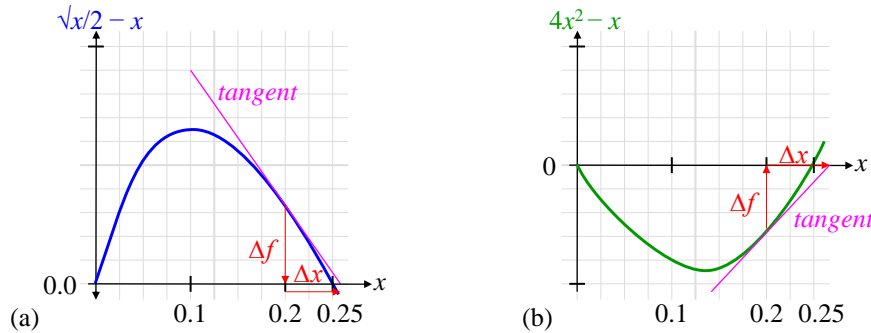 √x/2 − x
tangent
Δf
Δx
0.0
x
0.1
0.2
0.25
(a)
4x² − x
0
Δx
x
Δf
tangent
0.1
0.2
0.25
(b)